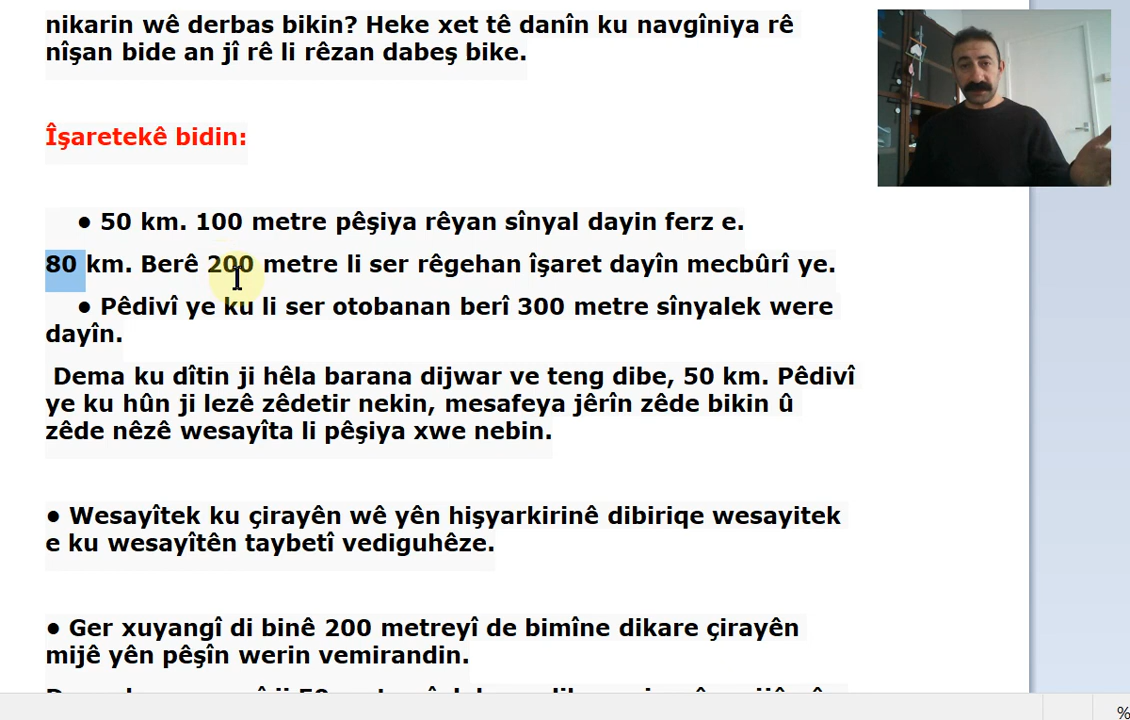 nikarin wê derbas bikin? Heke xet tê danîn ku navgîniya rê
nîşan bide an jî rê li rêzan dabeş bike.
Îşaretekê bidin:
• 50 km. 100 metre pêşiya rêyan sînyal dayin ferz e.
80 km. Berê 200 metre li ser rêgehan îşaret dayîn mecbûrî ye.
• Pêdivî ye ku li ser otobanan berî 300 metre sînyalek were
dayîn.
Dema ku dîtin ji hêla barana dijwar ve teng dibe, 50 km. Pêdivî
ye ku hûn ji lezê zêdetir nekin, mesafeya jêrîn zêde bikin û
zêde nêzê wesayîta li pêşiya xwe nebin.
• Wesayîtek ku çirayên wê yên hişyarkirinê dibiriqe wesayitek
e ku wesayîtên taybetî vediguhêze.
• Ger xuyangî di binê 200 metreyî de bimîne dikare çirayên
mijê yên pêşîn werin vemirandin.
%